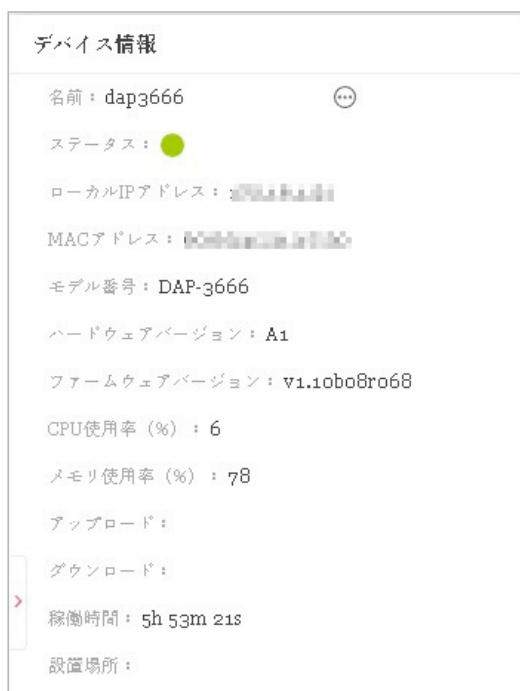 デバイス情報
名前：dap3666
ステータス：
ローカルIPアドレス：
MACアドレス：
モデル番号：DAP-3666
ハードウェアバージョン：A1
ファームウェアバージョン：v1.10b08r068
CPU使用率（%）：6
メモリ使用率（%）：78
アップロード：
ダウンロード：
稼働時間：5h 53m 21s
設置場所：